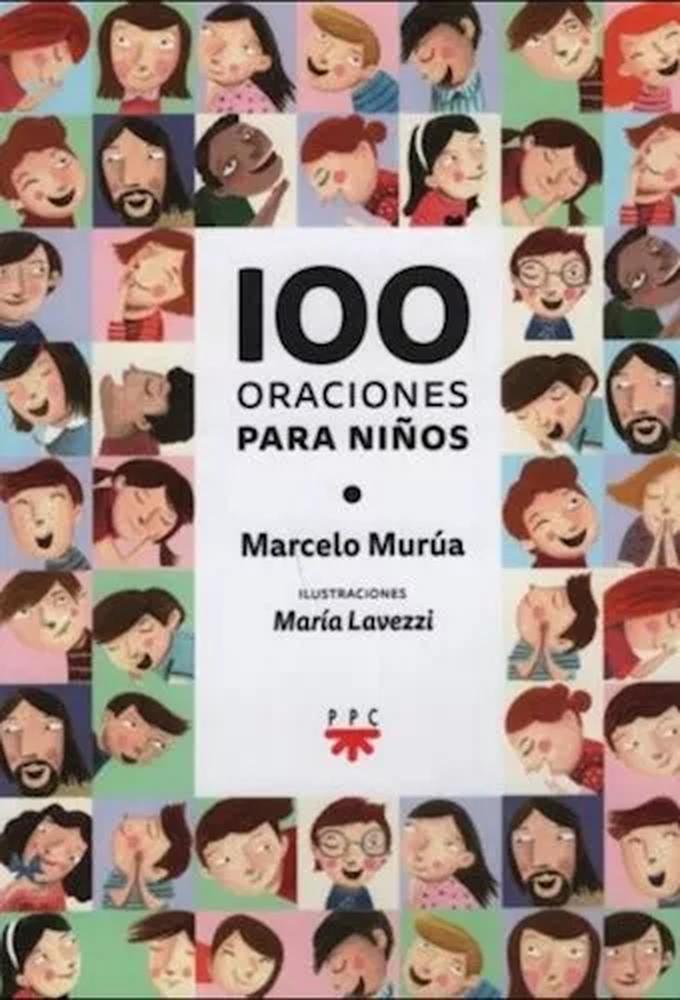 100
ORACIONES
PARA NIÑOS
Marcelo Murúa
ILUSTRACIONES
María Lavezzi
PPC